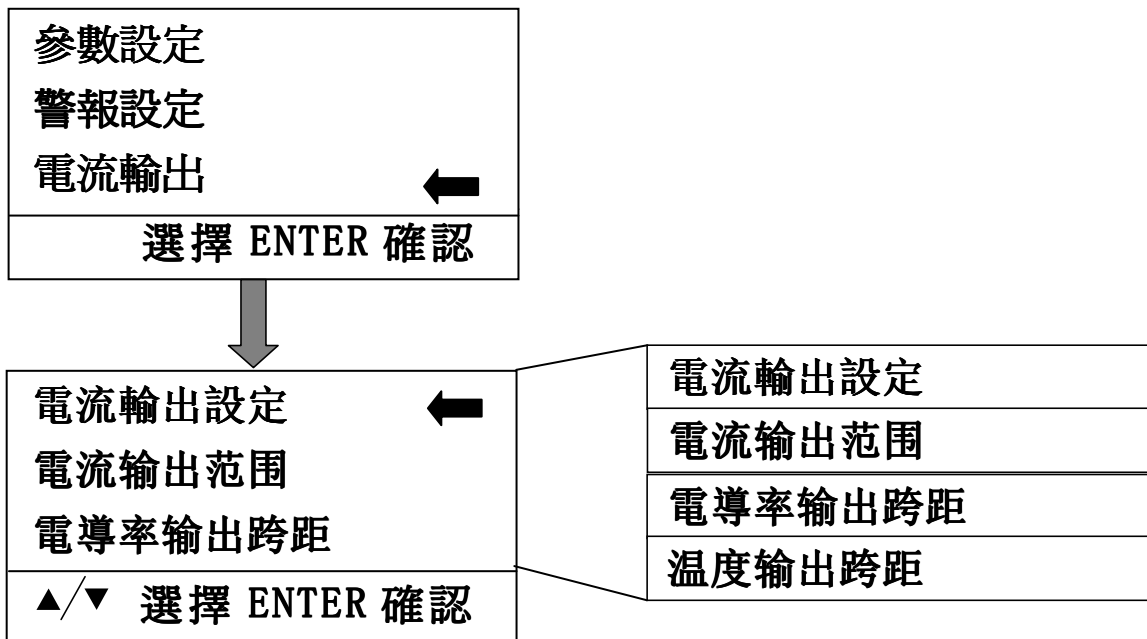 參數設定
警報設定
電流輸出
選擇 ENTER 確認
電流輸出設定
電流输出范围
電導率输出跨距
▲/▼ 選擇 ENTER 確認
電流輸出設定
電流输出范围
電導率输出跨距
温度输出跨距